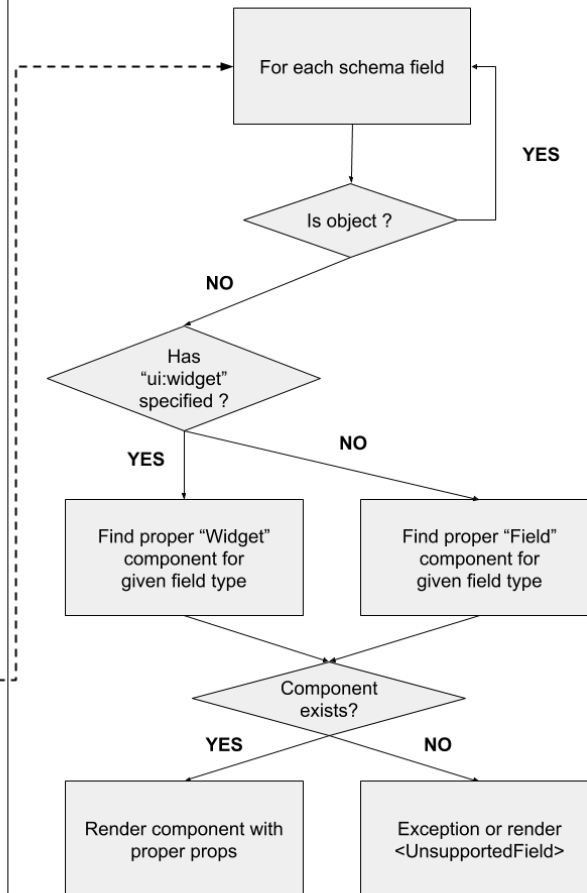 For each schema field
YES
Is object ?
NO
Has
“ui:widget”
specified ?
YES
NO
Find proper “Widget”
component for
given field type
Find proper “Field”
component for
given field type
Component
exists?
YES
NO
Render component with
proper props
Exception or render
<UnsupportedField>